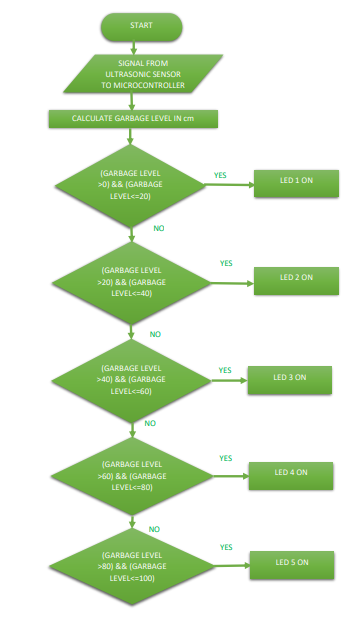 START
SIGNAL FROM
ULTRASONIC SENSOR
TO MICROCONTROLLER
CALCULATE GARBAGE LEVEL IN cm
(GARBAGE LEVEL
>0) && (GARBAGE
LEVEL<=20)
YES
LED 1 ON
NO
(GARBAGE LEVEL
>20) && (GARBAGE
LEVEL<=40)
YES
LED 2 ON
NO
(GARBAGE LEVEL
>40) && (GARBAGE
LEVEL<=60)
YES
LED 3 ON
NO
(GARBAGE LEVEL
>60) && (GARBAGE
LEVEL<=80)
YES
LED 4 ON
NO
(GARBAGE LEVEL
>80) && (GARBAGE
LEVEL<=100)
YES
LED 5 ON